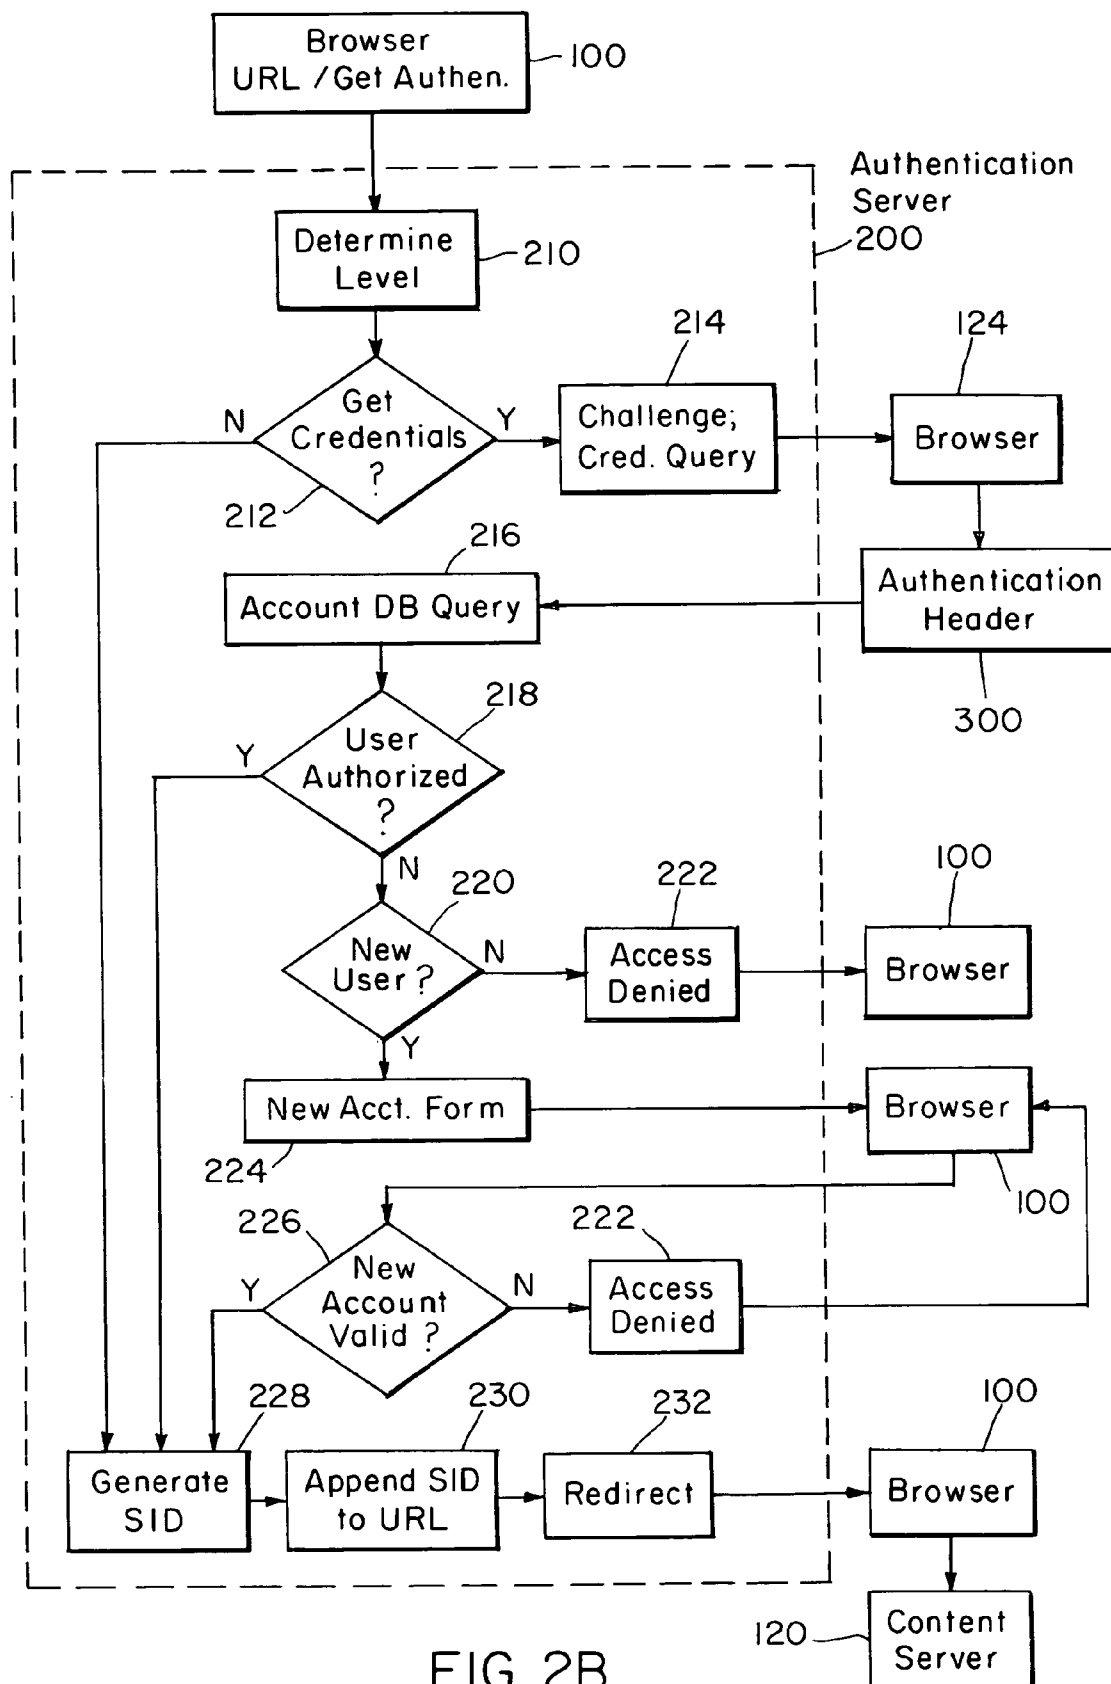 Browser
URL / Get Authen.
100
Authentication
Server
200
Determine
Level
210
214
124
N
Get
Credentials
?
Y
Challenge;
Cred. Query
Browser
212
216
Account DB Query
Authentication
Header
300
218
Y
User
Authorized
?
N
220
222
100
New
User ?
N
Access
Denied
Browser
Y
New Acct. Form
Browser
224
100
226
222
Y
New
Account
Valid ?
N
Access
Denied
228
230
232
100
Generate
SID
Append SID
to URL
Redirect
Browser
120
Content
Server
FIG. 2B